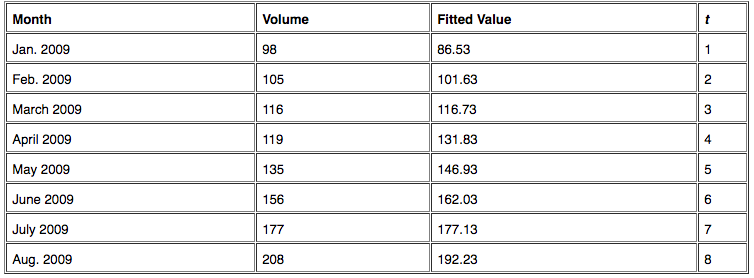 Month Volume Fitted Value t
Jan. 2009 98 86.53 1
Feb. 2009 105 101.63 2
March 2009 116 116.73 3
April 2009 119 131.83 4
May 2009 135 146.93 5
June 2009 156 162.03 6
July 2009 177 177.13 7
Aug. 2009 208 192.23 8